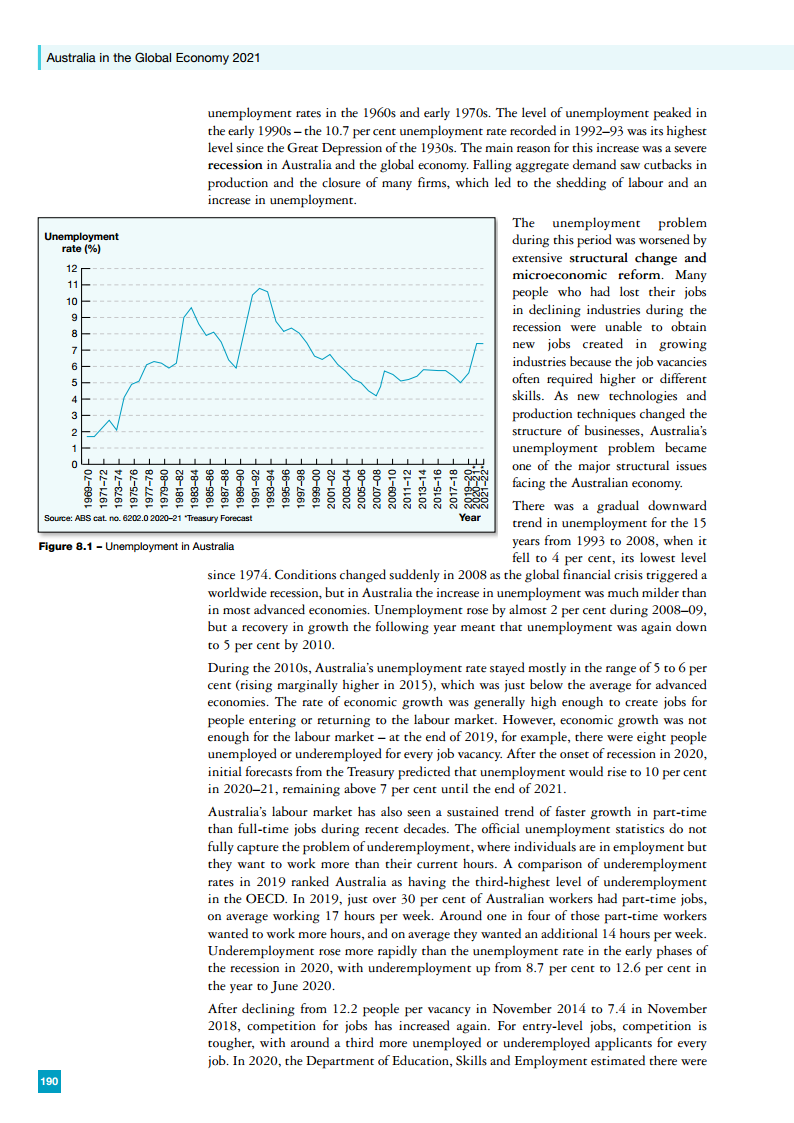 Australia in the Global Economy 2021
unemployment rates in the 1960s and early 1970s. The level of unemployment peaked in
the early 1990s – the 10.7 per cent unemployment rate recorded in 1992–93 was its highest
level since the Great Depression of the 1930s. The main reason for this increase was a severe
recession in Australia and the global economy. Falling aggregate demand saw cutbacks in
production and the closure of many firms, which led to the shedding of labour and an
increase in unemployment.
Unemployment
rate (%)
12
11
10
9
8
7
6
5
4
3
2
1
0
1969–70
1971–72
1973–74
1975–76
1977–78
1979–80
1981–82
1983–84
1985–86
1987–88
1989–90
1991–92
1993–94
1995–96
1997–98
1999–00
2001–02
2003–04
2005–06
2007–08
2009–10
2011–12
2013–14
2015–16
2017–18
2019–20
2020–21*
2021–22*
Source: ABS cat. no. 6202.0 2020–21 *Treasury Forecast
Year
Figure 8.1 – Unemployment in Australia
The unemployment problem
during this period was worsened by
extensive structural change and
microeconomic reform. Many
people who had lost their jobs
in declining industries during the
recession were unable to obtain
new jobs created in growing
industries because the job vacancies
often required higher or different
skills. As new technologies and
production techniques changed the
structure of businesses, Australia's
unemployment problem became
one of the major structural issues
facing the Australian economy.
There was a gradual downward
trend in unemployment for the 15
years from 1993 to 2008, when it
fell to 4 per cent, its lowest level
since 1974. Conditions changed suddenly in 2008 as the global financial crisis triggered a
worldwide recession, but in Australia the increase in unemployment was much milder than
in most advanced economies. Unemployment rose by almost 2 per cent during 2008–09,
but a recovery in growth the following year meant that unemployment was again down
to 5 per cent by 2010.
During the 2010s, Australia's unemployment rate stayed mostly in the range of 5 to 6 per
cent (rising marginally higher in 2015), which was just below the average for advanced
economies. The rate of economic growth was generally high enough to create jobs for
people entering or returning to the labour market. However, economic growth was not
enough for the labour market – at the end of 2019, for example, there were eight people
unemployed or underemployed for every job vacancy. After the onset of recession in 2020,
initial forecasts from the Treasury predicted that unemployment would rise to 10 per cent
in 2020–21, remaining above 7 per cent until the end of 2021.
Australia's labour market has also seen a sustained trend of faster growth in part-time
than full-time jobs during recent decades. The official unemployment statistics do not
fully capture the problem of underemployment, where individuals are in employment but
they want to work more than their current hours. A comparison of underemployment
rates in 2019 ranked Australia as having the third-highest level of underemployment
in the OECD. In 2019, just over 30 per cent of Australian workers had part-time jobs,
on average working 17 hours per week. Around one in four of those part-time workers
wanted to work more hours, and on average they wanted an additional 14 hours per week.
Underemployment rose more rapidly than the unemployment rate in the early phases of
the recession in 2020, with underemployment up from 8.7 per cent to 12.6 per cent in
the year to June 2020.
After declining from 12.2 people per vacancy in November 2014 to 7.4 in November
2018, competition for jobs has increased again. For entry-level jobs, competition is
tougher, with around a third more unemployed or underemployed applicants for every
job. In 2020, the Department of Education, Skills and Employment estimated there were
190